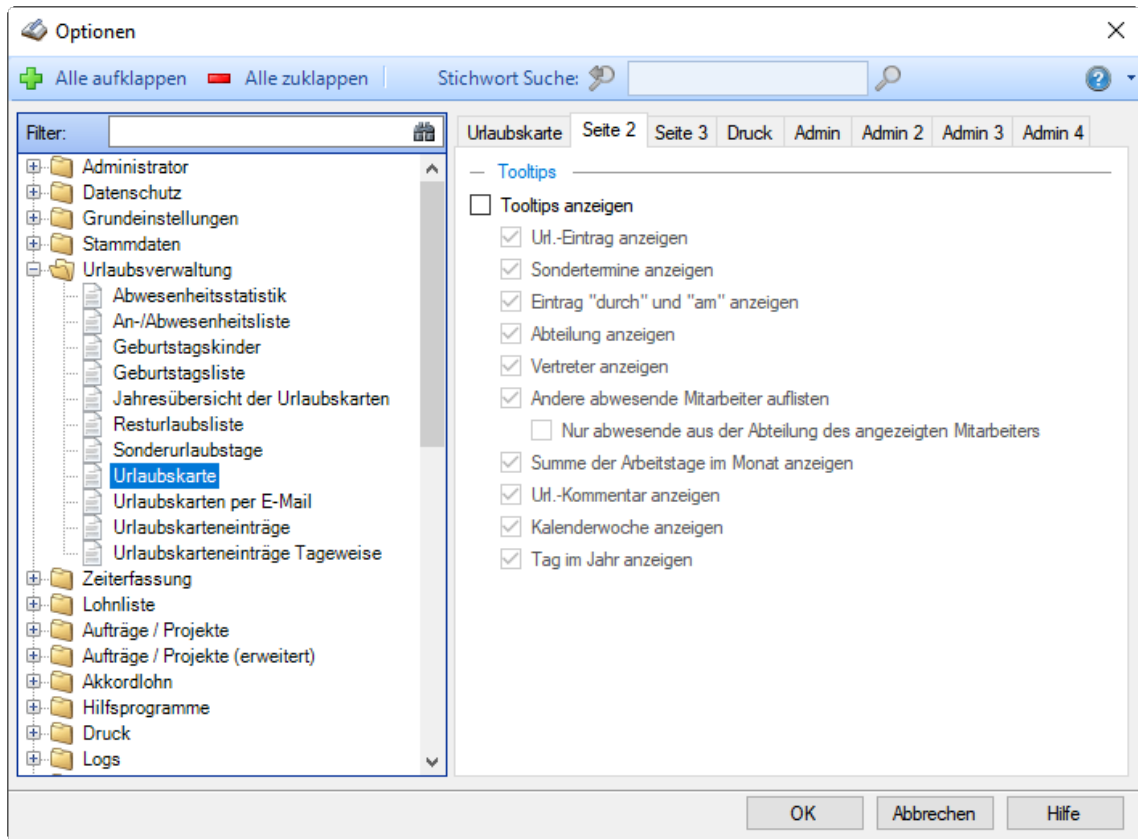 Optionen
Alle aufklappen Alle zuklappen Stichwort Suche:
Filter:
Administrator
Datenschutz
Grundeinstellungen
Stammdaten
Urlaubsverwaltung
Abwesenheitsstatistik
An-/Abwesenheitsliste
Geburtstagskinder
Geburtstagsliste
Jahresübersicht der Urlaubskarten
Resturlaubsliste
Sonderurlaubstage
Urlaubskarte
Urlaubskarten per E-Mail
Urlaubskarteneinträge
Urlaubskarteneinträge Tageweise
Zeiterfassung
Lohnliste
Aufträge / Projekte
Aufträge / Projekte (erweitert)
Akkordlohn
Hilfsprogramme
Druck
Logs
Urlaubskarte Seite 2 Seite 3 Druck Admin Admin 2 Admin 3 Admin 4
Tooltips
Tooltips anzeigen
Url.-Eintrag anzeigen
Sondertermine anzeigen
Eintrag "durch" und "am" anzeigen
Abteilung anzeigen
Vertreter anzeigen
Andere abwesende Mitarbeiter auflisten
Nur abwesende aus der Abteilung des angezeigten Mitarbeiters
Summe der Arbeitstage im Monat anzeigen
Url.-Kommentar anzeigen
Kalenderwoche anzeigen
Tag im Jahr anzeigen
OK Abbrechen Hilfe